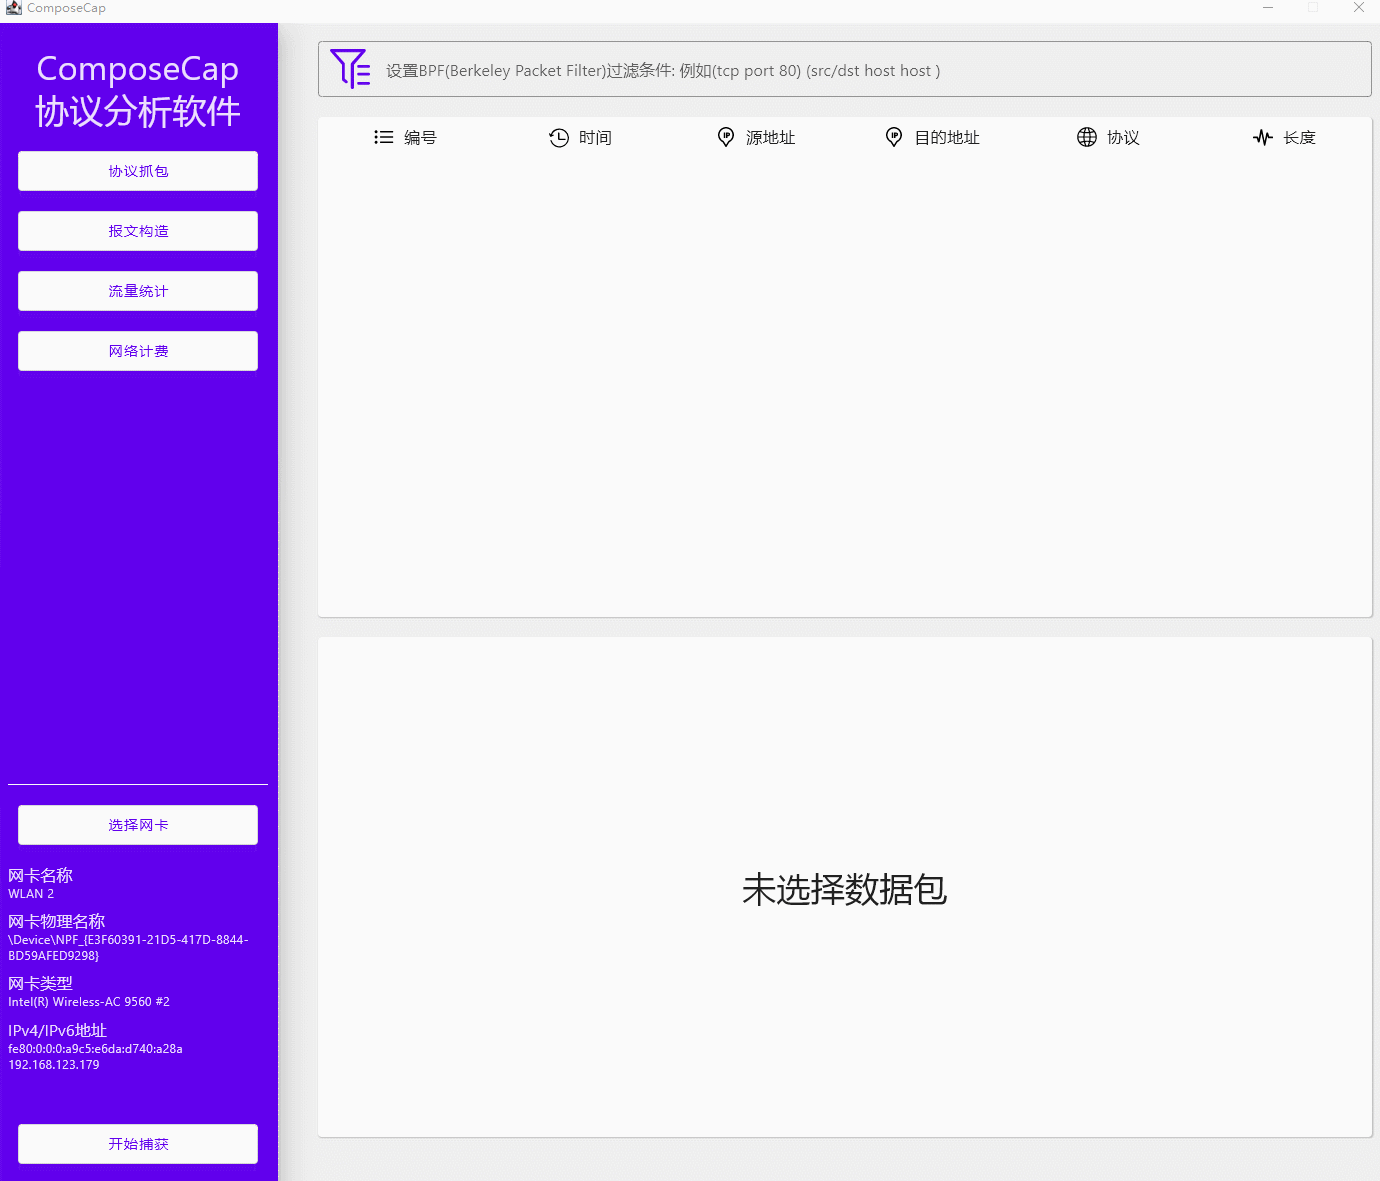 ComposeCap
ComposeCap
协议分析软件
协议抓包
报文构造
流量统计
网络计费
选择网卡
网卡名称
WLAN 2
网卡物理名称
\Device\NPF_{E3F60391-21D5-417D-8844-
BD59AFED9298}
网卡类型
Intel(R) Wireless-AC 9560 #2
IPv4/IPv6地址
fe80:0:0:0:a9c5:e6da:d740:a28a
192.168.123.179
开始捕获
设置BPF(Berkeley Packet Filter)过滤条件: 例如(tcp port 80) (src/dst host host )
编号 时间 IP 源地址 IP 目的地址 协议 长度
未选择数据包